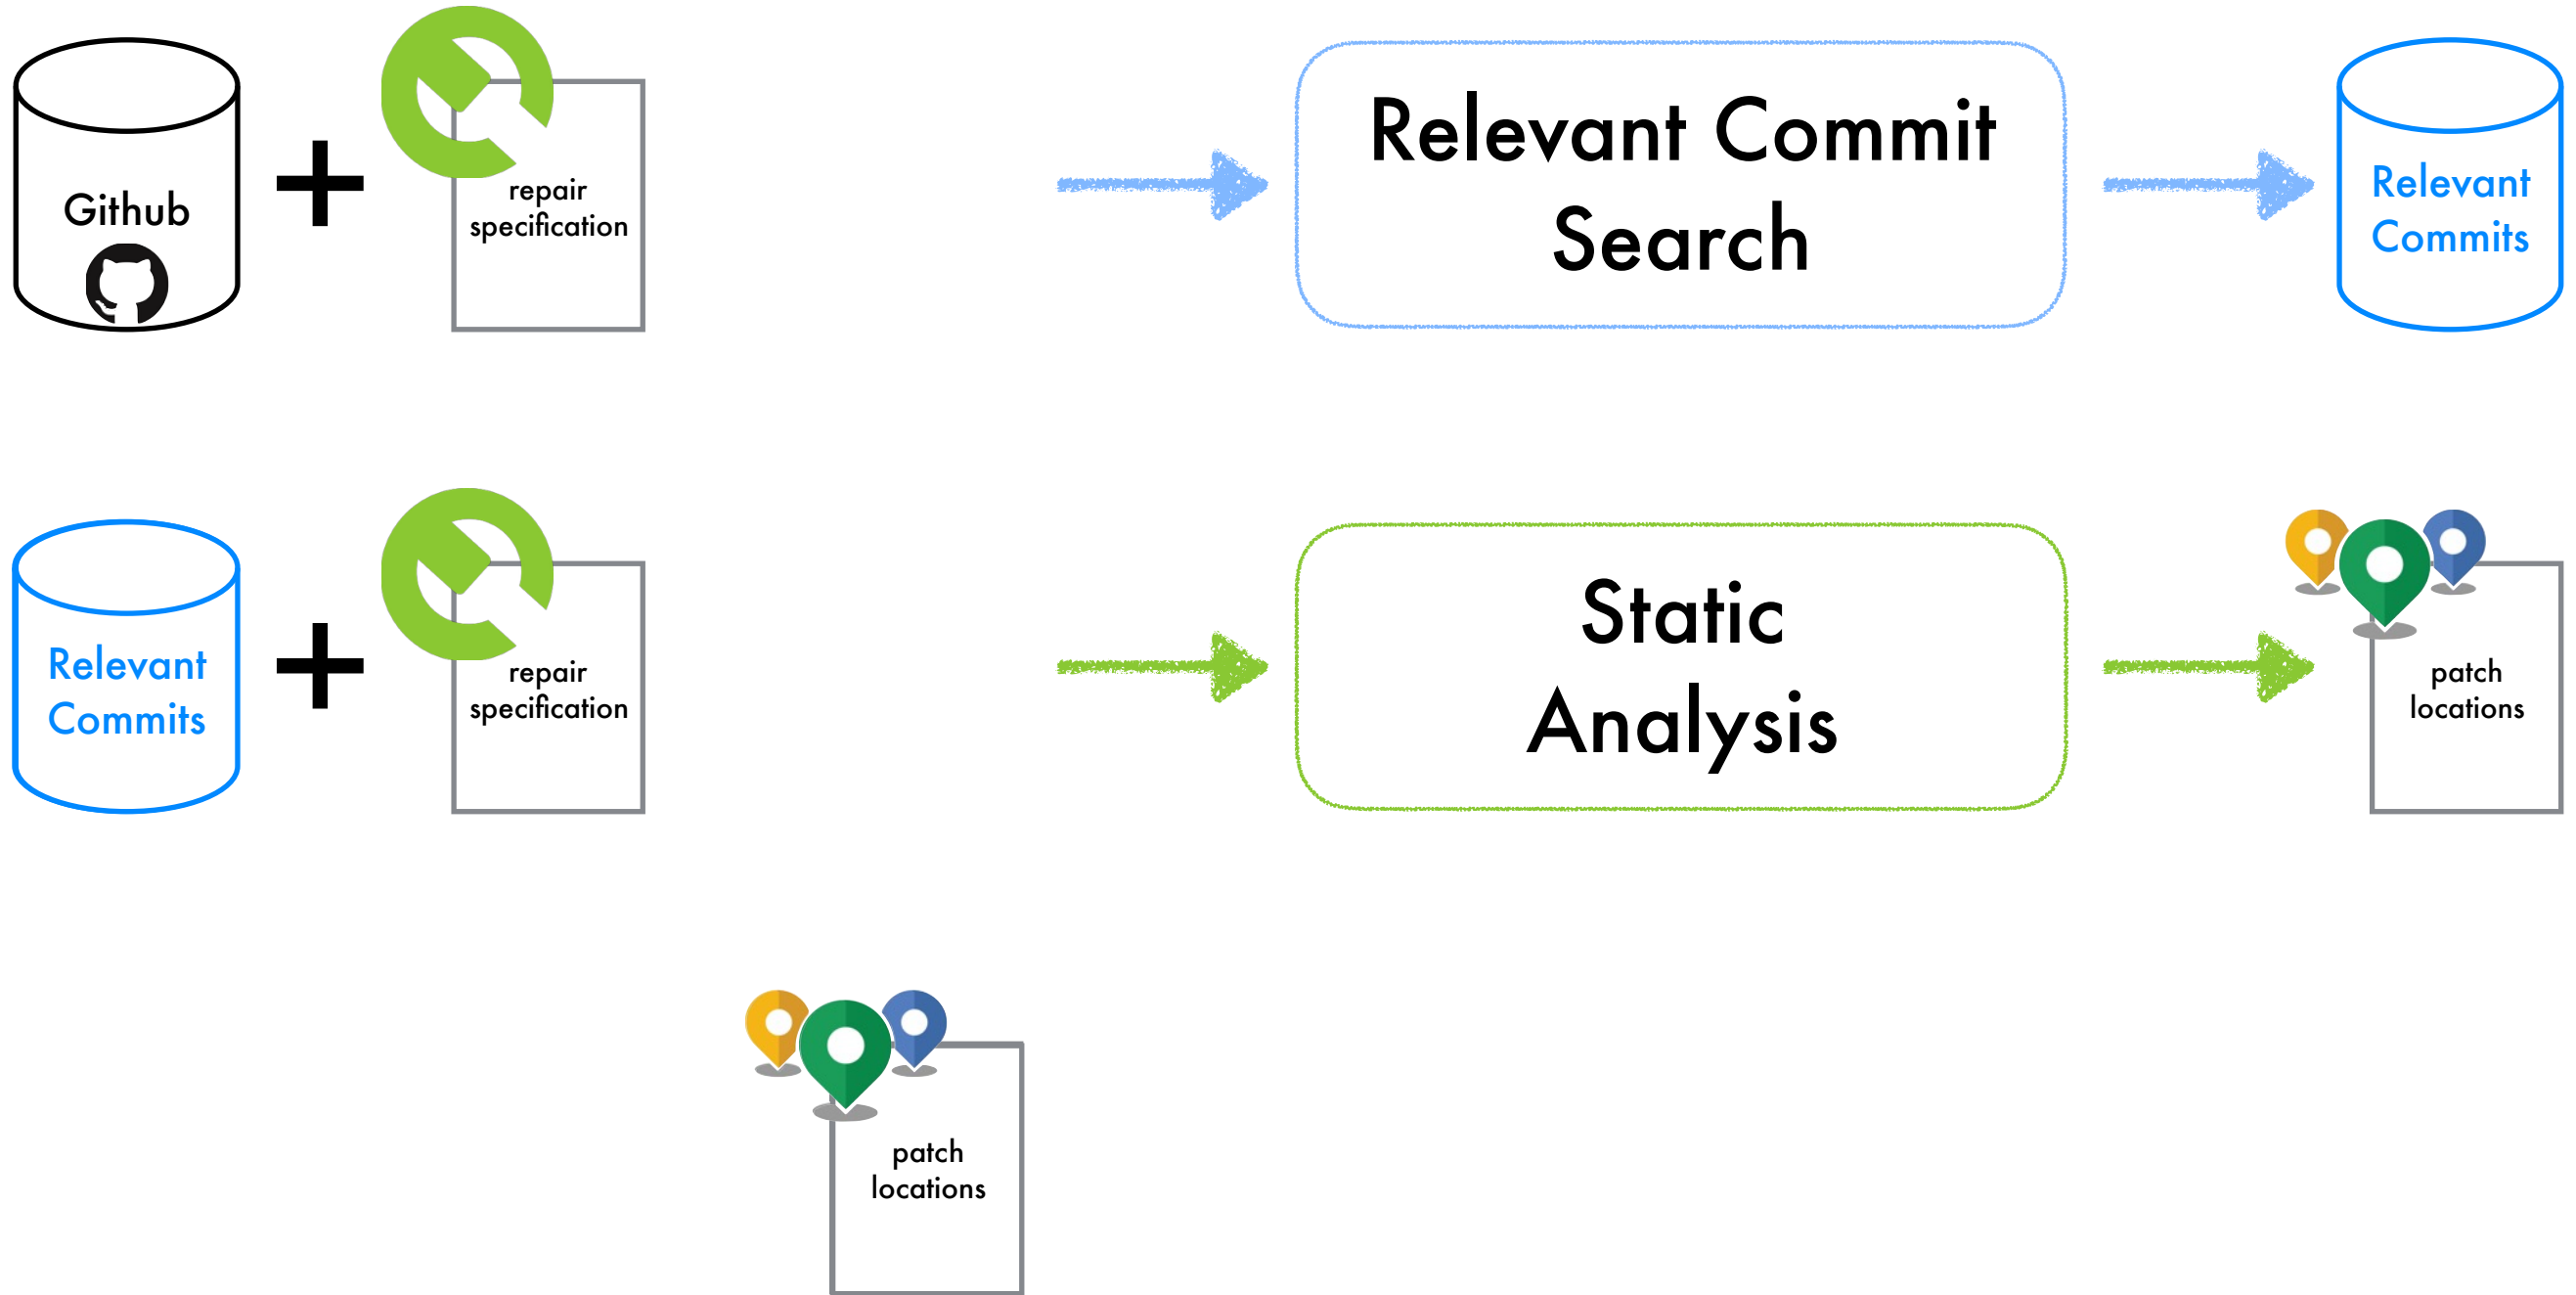 Github
repair
specification
Relevant Commit
Search
Relevant
Commits
Relevant
Commits
repair
specification
Static
Analysis
patch
locations
patch
locations